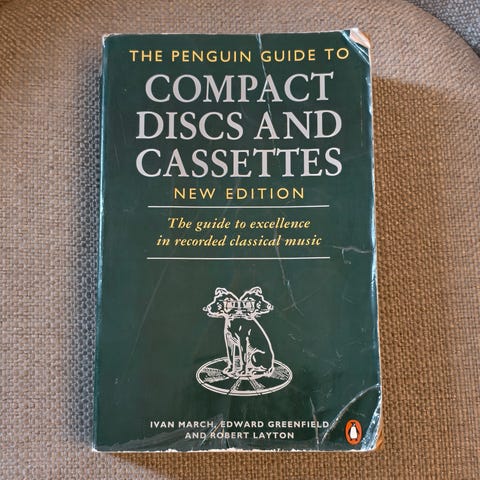 THE PENGUIN GUIDE TO
COMPACT
DISCS AND
CASSETTES
NEW EDITION
The guide to excellence
in recorded classical music
IVAN MARCH, EDWARD GREENFIELD
AND ROBERT LAYTON